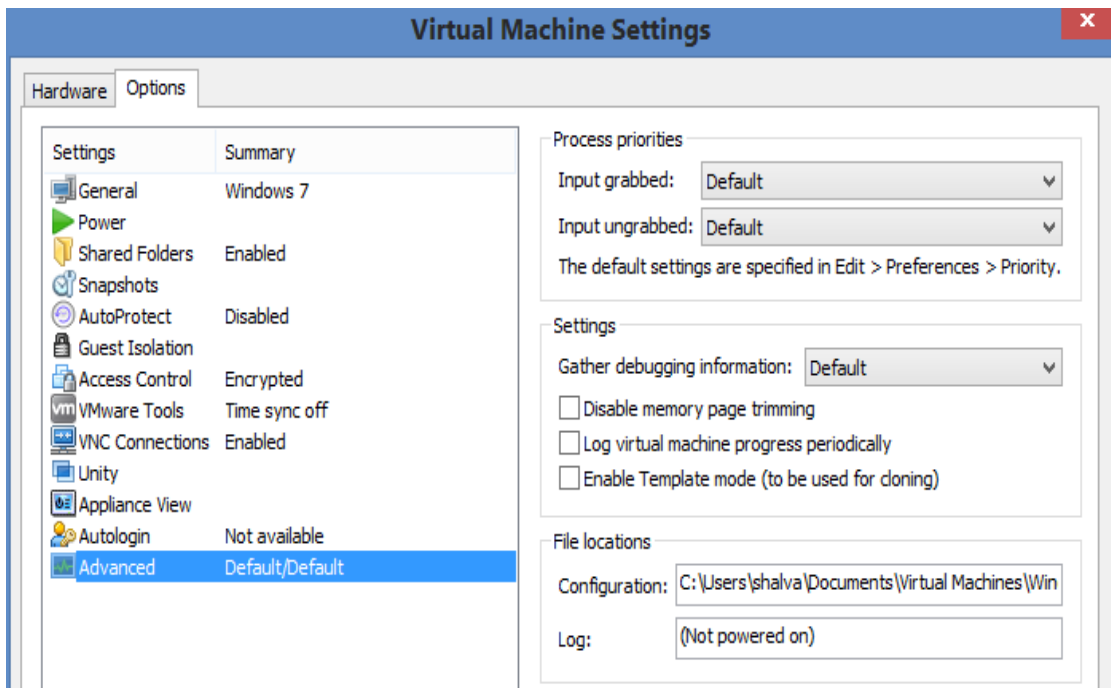 Virtual Machine Settings
x
Hardware Options
Settings Summary
General Windows 7
Power
Shared Folders Enabled
Snapshots
AutoProtect Disabled
Guest Isolation
Access Control Encrypted
vm VMware Tools Time sync off
VNC Connections Enabled
Unity
Appliance View
Autologin Not available
Advanced Default/Default
Process priorities
Input grabbed: Default
Input ungrabbed: Default
The default settings are specified in Edit > Preferences > Priority.
Settings
Gather debugging information: Default
Disable memory page trimming
Log virtual machine progress periodically
Enable Template mode (to be used for cloning)
File locations
Configuration: C:\Users\shalva\Documents\Virtual Machines\Win
Log: (Not powered on)